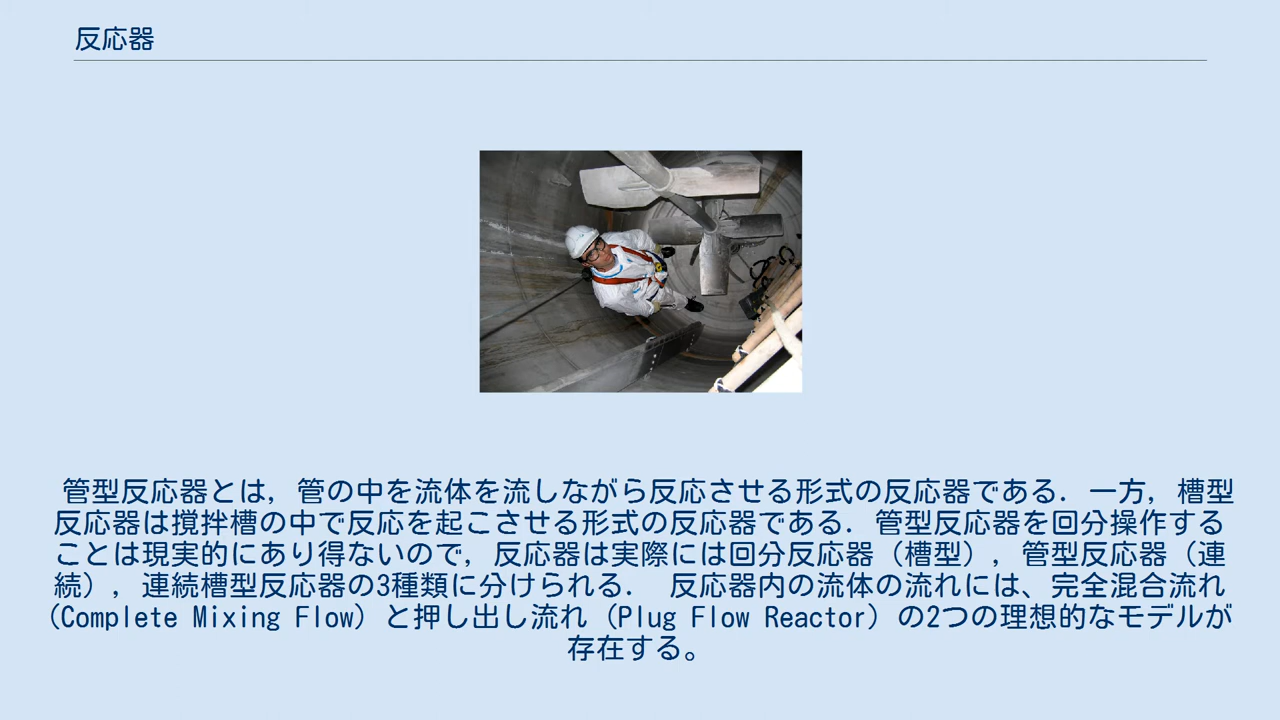 反応器
管型反応器とは，管の中を流体を流しながら反応させる形式の反応器である．一方，槽型
反応器は撹拌槽の中で反応を起こさせる形式の反応器である．管型反応器を回分操作する
ことは現実的にあり得ないので，反応器は実際には回分反応器（槽型），管型反応器（連
続），連続槽型反応器の3種類に分けられる． 反応器内の流体の流れには、完全混合流れ
（Complete Mixing Flow）と押し出し流れ（Plug Flow Reactor）の2つの理想的なモデルが
存在する。